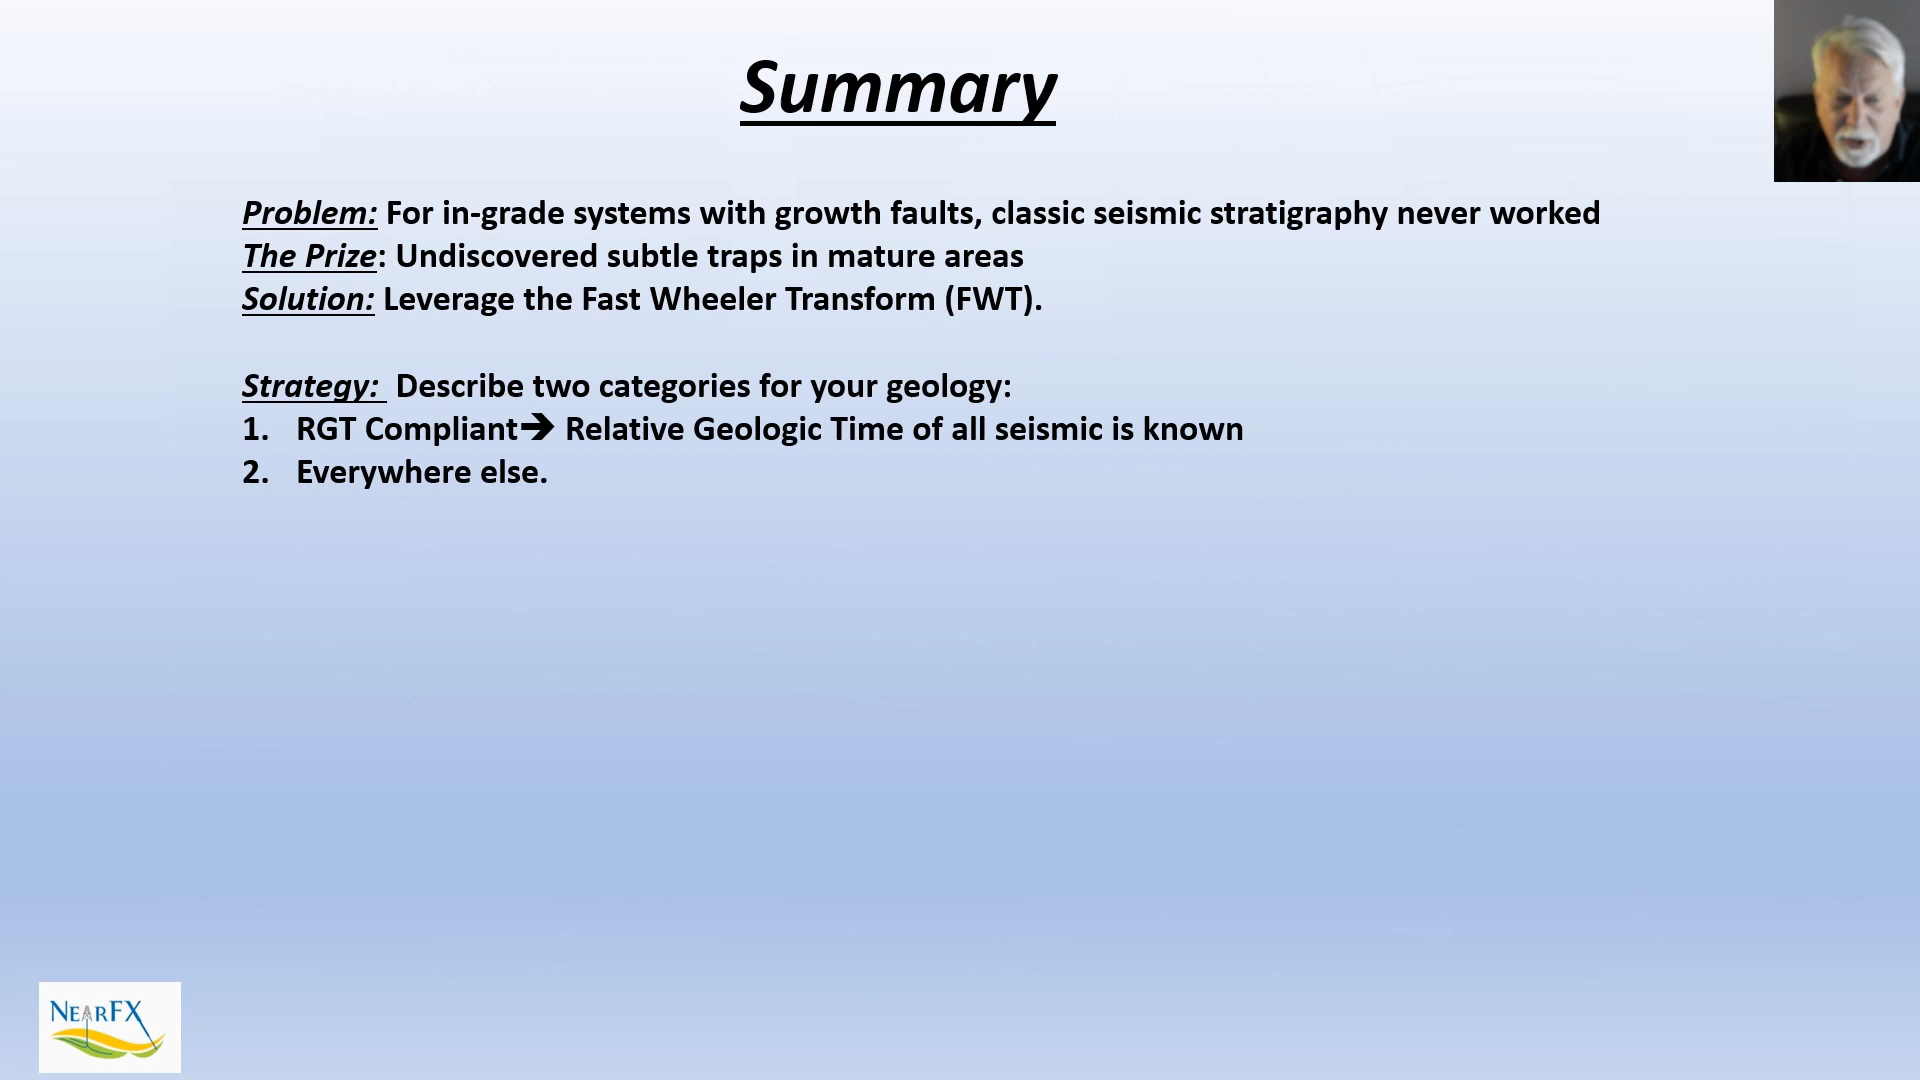 Summary
Problem: For in-grade systems with growth faults, classic seismic stratigraphy never worked
The Prize: Undiscovered subtle traps in mature areas
Solution: Leverage the Fast Wheeler Transform (FWT).
Strategy: Describe two categories for your geology:
1. RGT Compliant➔ Relative Geologic Time of all seismic is known
2. Everywhere else.
NEARFX